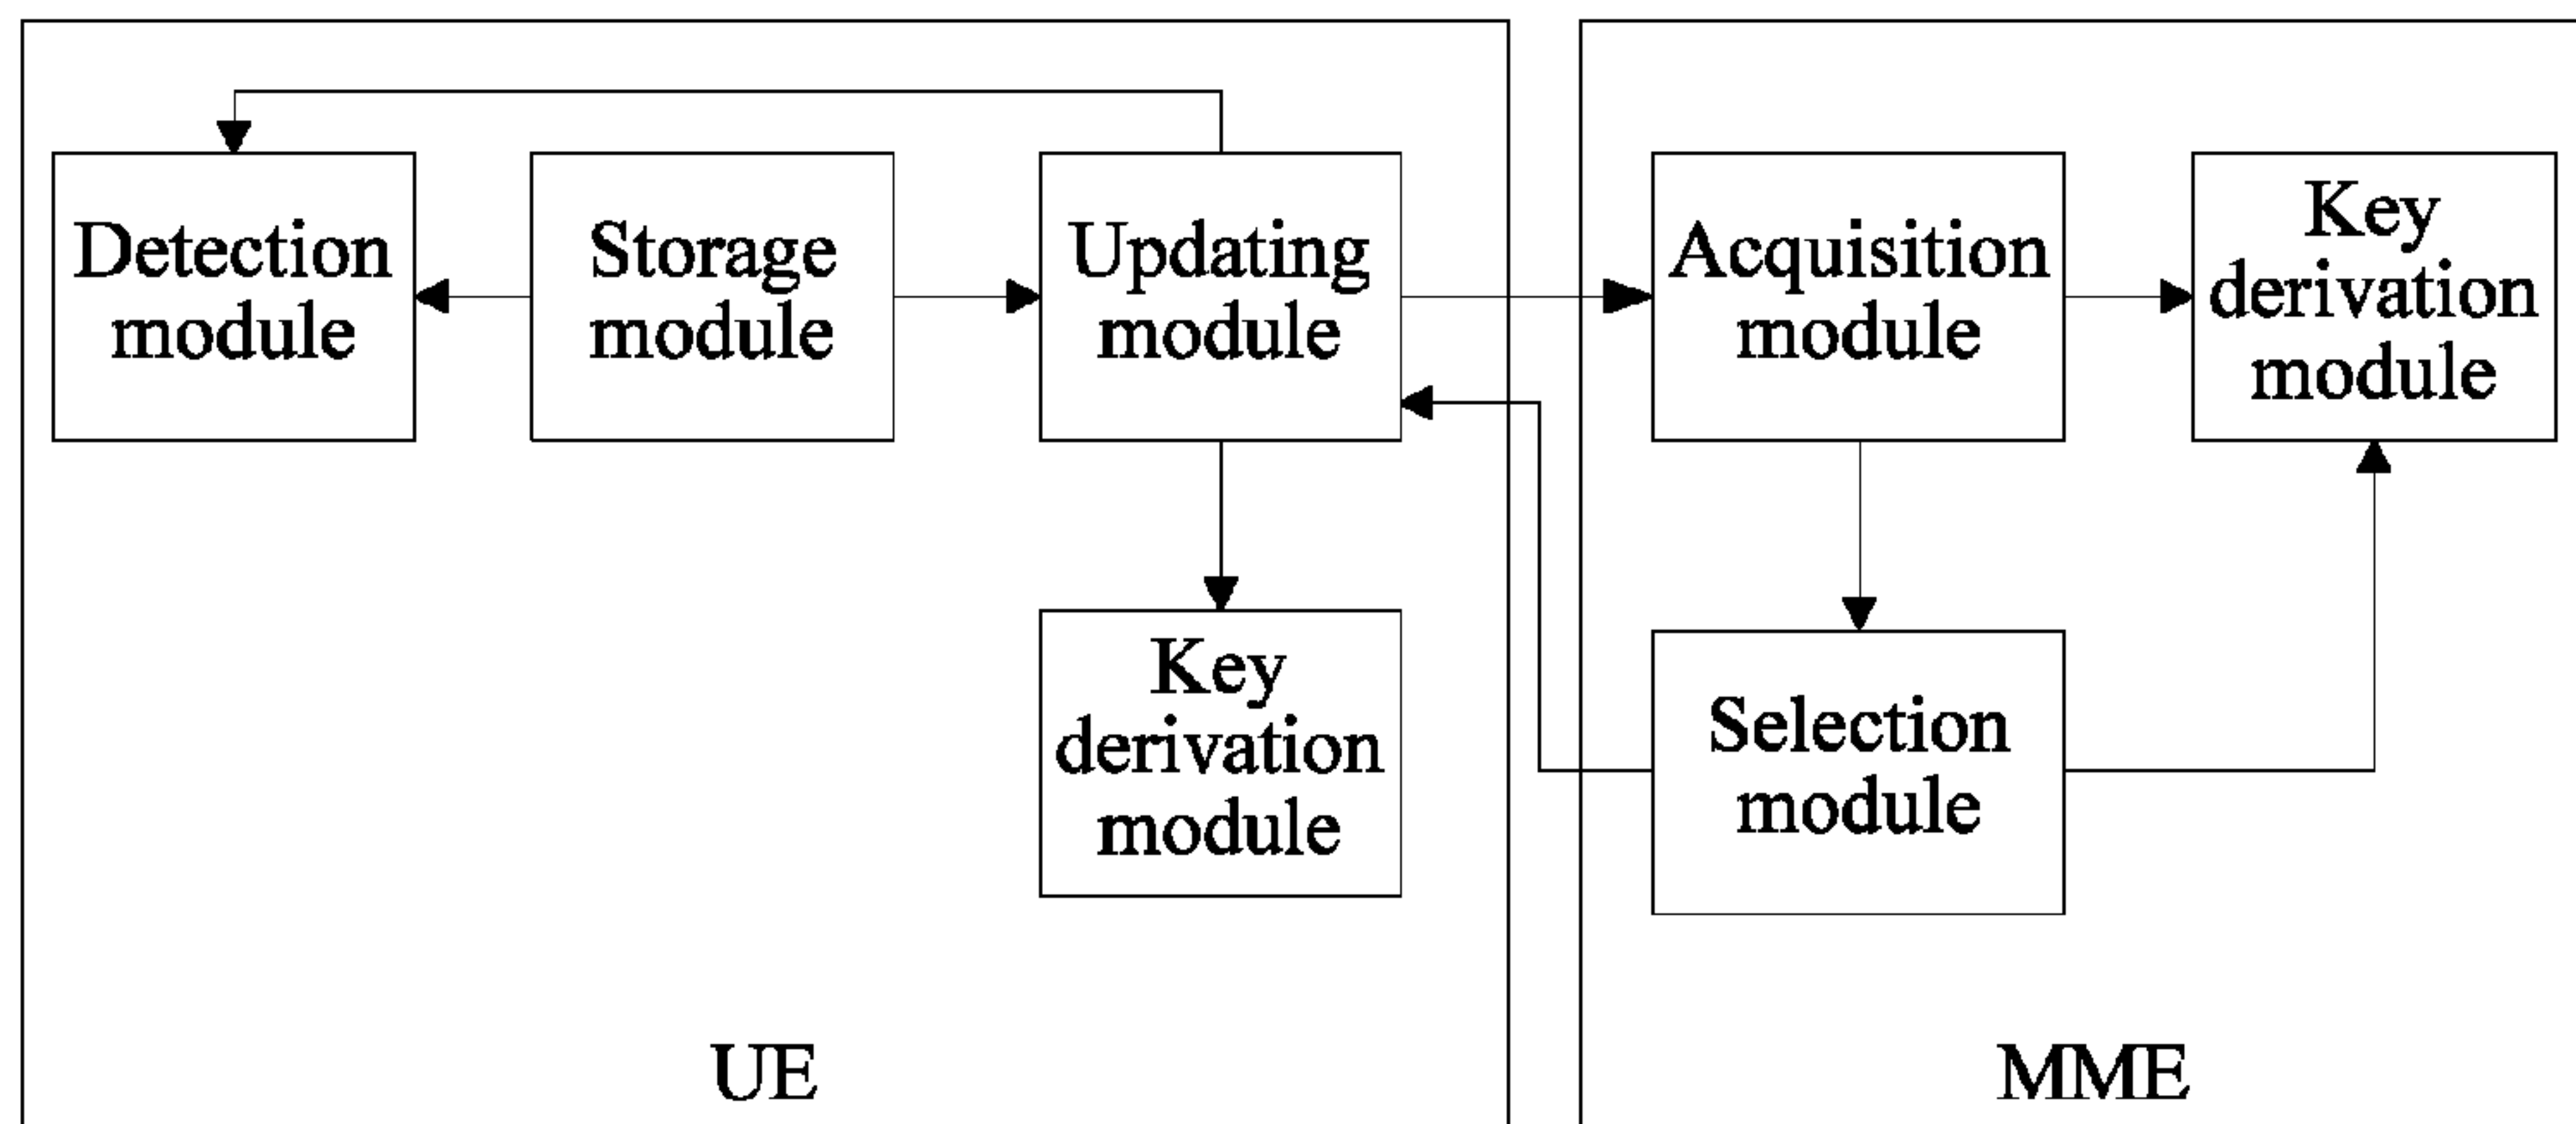 Detection
module
Storage
module
Updating
module
Acquisition
module
Key
derivation
module
Key
derivation
module
Selection
module
UE
MME